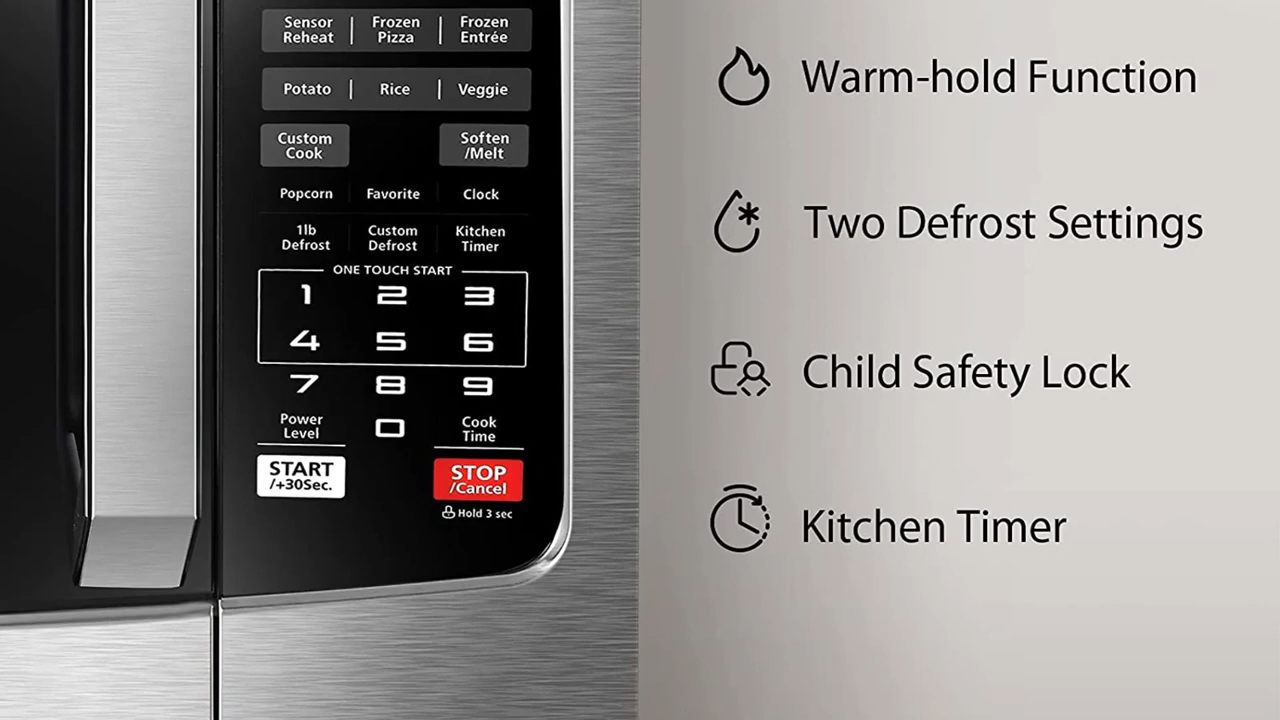 Sensor Reheat | Frozen Pizza | Frozen Entrée
Potato | Rice | Veggie
Custom Cook
Soften /Melt
Popcorn Favorite Clock
1lb Defrost Custom Defrost Kitchen Timer
ONE TOUCH START
1 2 3
4 5 6
7 8 9
Power Level 0 Cook Time
START /+30Sec.
STOP /Cancel
Hold 3 sec
Warm-hold Function
Two Defrost Settings
Child Safety Lock
Kitchen Timer